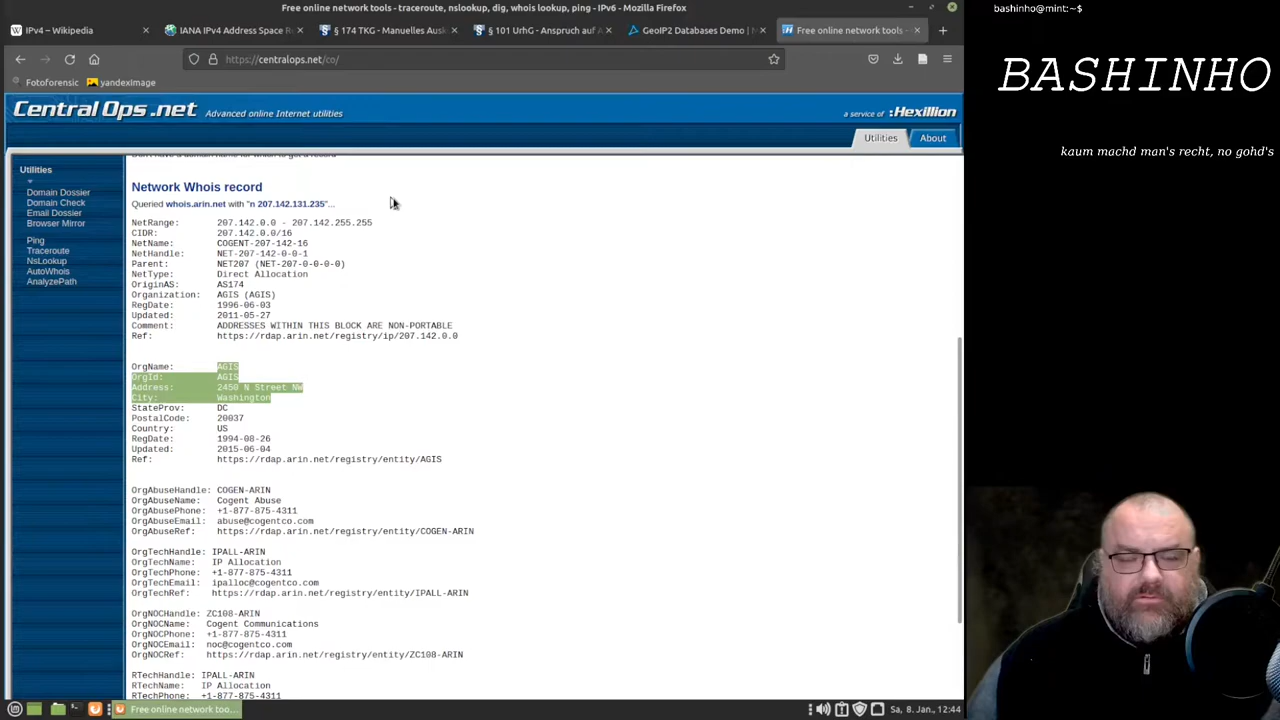 Free online network tools - traceroute, nslookup, dig, whois lookup, ping - IPv6 - Mozilla Firefox
bashinho@mint:~$
IPv4 – Wikipedia
IANA IPv4 Address Space R
§ 174 TKG - Manuelles Ausk
§ 101 UrhG - Anspruch auf A
GeoIP2 Databases Demo | M
Free online network tools -
https://centralops.net/co/
Fotoforensic
yandexImage
BASHINHO
kaum machd man's recht, no gohd's
CentralOps.net
Advanced online Internet utilities
a service of :Hexillion
Utilities
About
Utilities
Domain Dossier
Domain Check
Email Dossier
Browser Mirror
Ping
Traceroute
NsLookup
AutoWhois
AnalyzePath
Don't have a domain name for which to get a record
Network Whois record
Queried whois.arin.net with "n 207.142.131.235"...
NetRange: 207.142.0.0 - 207.142.255.255
CIDR: 207.142.0.0/16
NetName: COGENT-207-142-16
NetHandle: NET-207-142-0-0-1
Parent: NET207 (NET-207-0-0-0-0)
NetType: Direct Allocation
OriginAS: AS174
Organization: AGIS (AGIS)
RegDate: 1996-06-03
Updated: 2011-05-27
Comment: ADDRESSES WITHIN THIS BLOCK ARE NON-PORTABLE
Ref: https://rdap.arin.net/registry/ip/207.142.0.0
OrgName: AGIS
OrgId: AGIS
Address: 2450 N Street NW
City: Washington
StateProv: DC
PostalCode: 20037
Country: US
RegDate: 1994-08-26
Updated: 2015-06-04
Ref: https://rdap.arin.net/registry/entity/AGIS
OrgAbuseHandle: COGEN-ARIN
OrgAbuseName: Cogent Abuse
OrgAbusePhone: +1-877-875-4311
OrgAbuseEmail: abuse@cogentco.com
OrgAbuseRef: https://rdap.arin.net/registry/entity/COGEN-ARIN
OrgTechHandle: IPALL-ARIN
OrgTechName: IP Allocation
OrgTechPhone: +1-877-875-4311
OrgTechEmail: ipalloc@cogentco.com
OrgTechRef: https://rdap.arin.net/registry/entity/IPALL-ARIN
OrgNOCHandle: ZC108-ARIN
OrgNOCName: Cogent Communications
OrgNOCPhone: +1-877-875-4311
OrgNOCEmail: noc@cogentco.com
OrgNOCRef: https://rdap.arin.net/registry/entity/ZC108-ARIN
RTechHandle: IPALL-ARIN
RTechName: IP Allocation
RTechPhone: +1-877-875-4311
Free online network too...
Sa, 8. Jan., 12:44